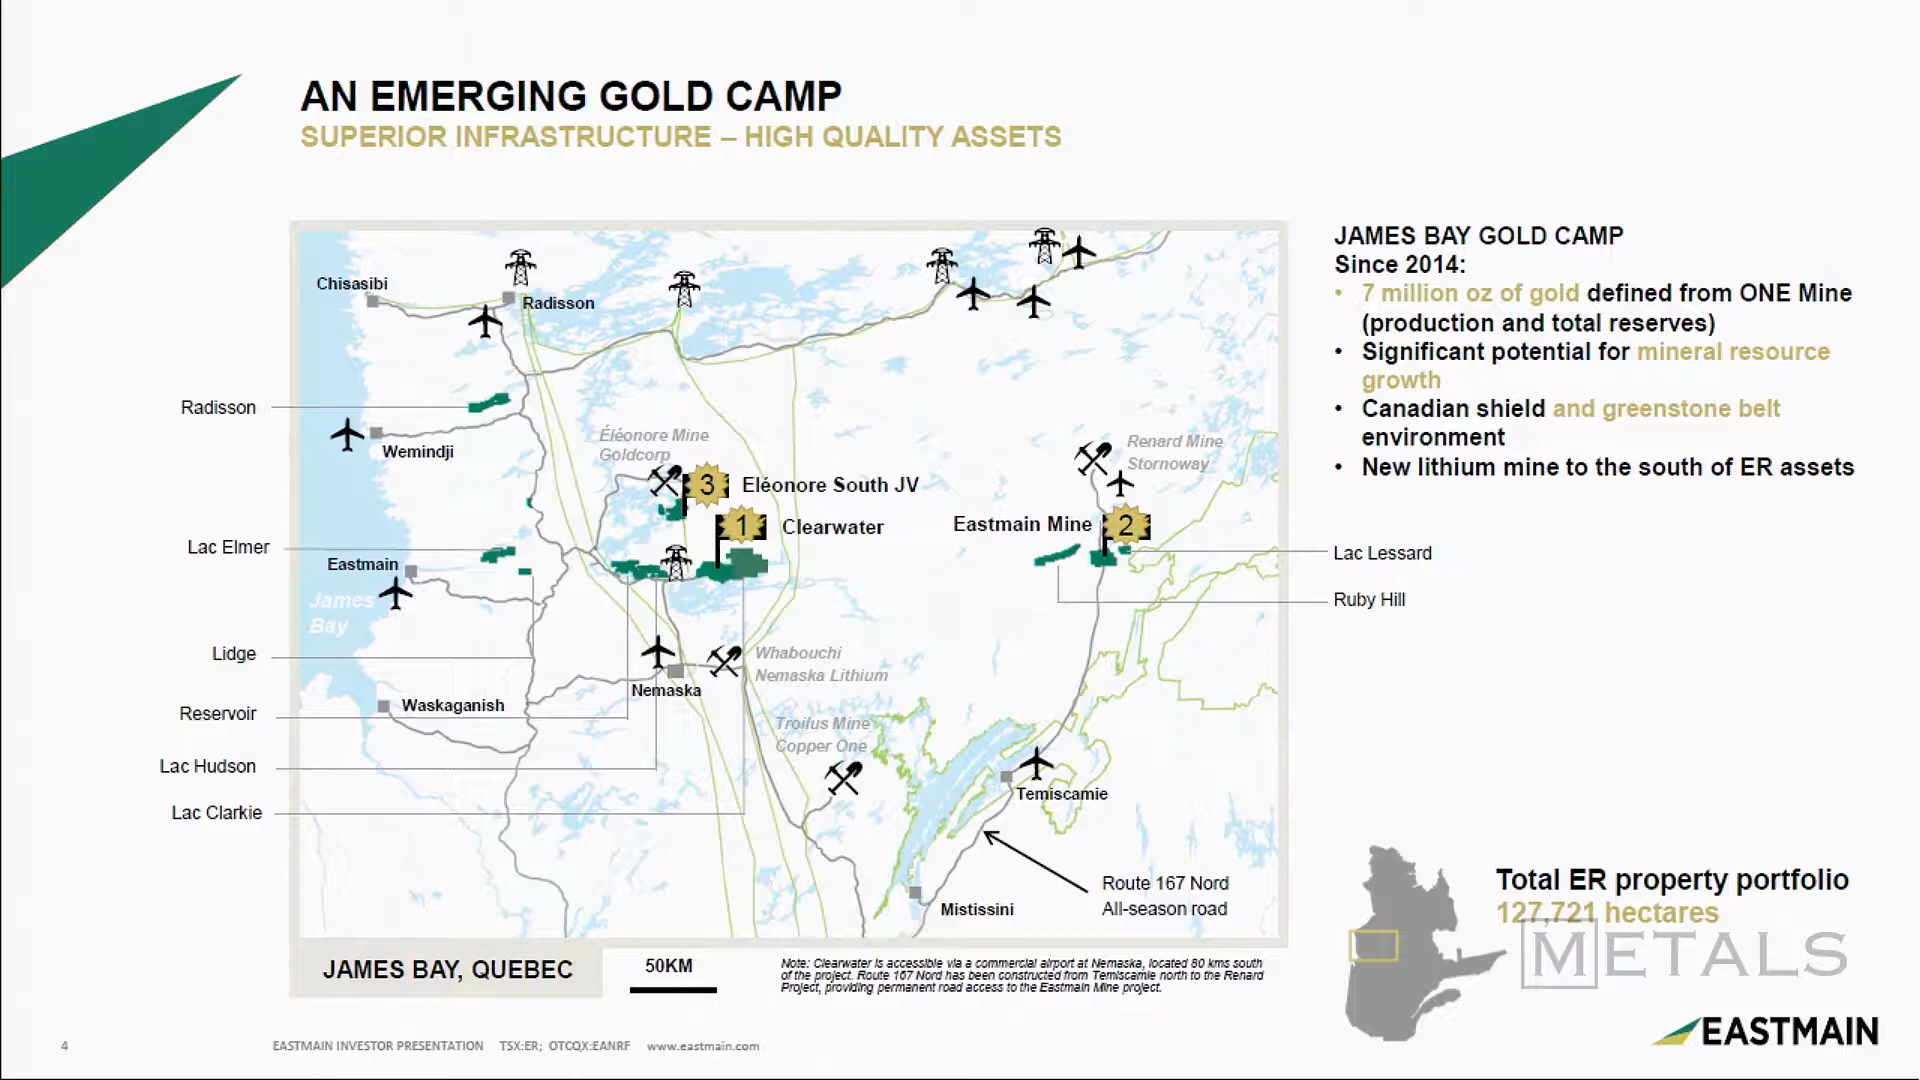 AN EMERGING GOLD CAMP
SUPERIOR INFRASTRUCTURE – HIGH QUALITY ASSETS
JAMES BAY GOLD CAMP
Since 2014:
• 7 million oz of gold defined from ONE Mine
(production and total reserves)
• Significant potential for mineral resource
growth
• Canadian shield and greenstone belt
environment
• New lithium mine to the south of ER assets
Chisasibi
Radisson
Radisson
Wemindji
Éléonore Mine
Goldcorp
Renard Mine
Stornoway
3 Eléonore South JV
1 Clearwater
Eastmain Mine 2
Lac Elmer
Eastmain
Lac Lessard
James
Bay
Ruby Hill
Lidge
Whabouchi
Nemaska Lithium
Nemaska
Waskaganish
Reservoir
Troilus Mine
Copper One
Lac Hudson
Temiscamie
Lac Clarkie
Route 167 Nord
All-season road
Mistissini
Total ER property portfolio
127,721 hectares
METALS
JAMES BAY, QUEBEC
50KM
Note: Clearwater is accessible via a commercial airport at Nemaska, located 80 kms south
of the project. Route 167 Nord has been constructed from Temiscamie north to the Renard
Project, providing permanent road access to the Eastmain Mine project.
EASTMAIN
4
EASTMAIN INVESTOR PRESENTATION TSX:ER; OTCQX:EANRF www.eastmain.com